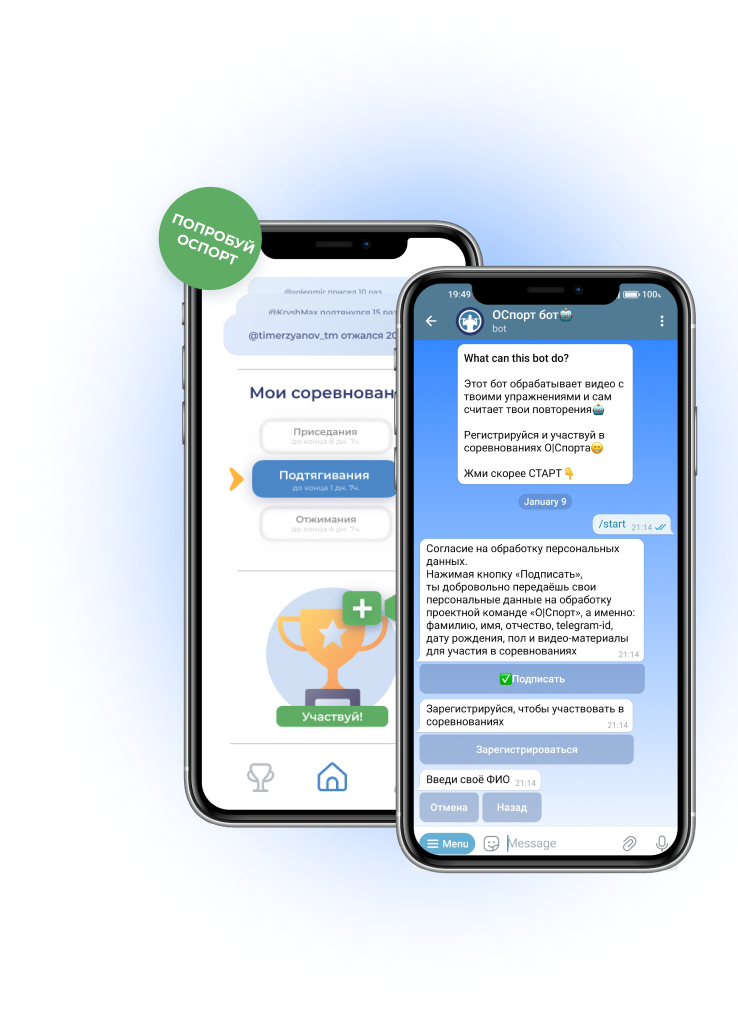 ПОПРОБУЙ
ОСПОРТ
@volegmir присел 10 раз
@KryshMax подтянулся 15 раз
@timerzyanov_tm отжался 20
Мои соревнован
Приседания
до конца 8 дн. 7ч.
Подтягивания
до конца 1 дн. 7ч.
Отжимания
до конца 4 дн. 7ч.
Участвуй!
19:49
100%
ОСпорт бот🤖
bot
What can this bot do?
Этот бот обрабатывает видео с
твоими упражнениями и сам
считает твои повторения🤖
Регистрируйся и участвуй в
соревнованиях О|Спорта😁
Жми скорее СТАРТ👇
January 9
/start 21:14
Согласие на обработку персональных
данных.
Нажимая кнопку «Подписать»,
ты добровольно передаёшь свои
персональные данные на обработку
проектной команде «О|Спорт», а именно:
фамилию, имя, отчество, telegram-id,
дату рождения, пол и видео-материалы
для участия в соревнованиях 21:14
✅Подписать
Зарегистрируйся, чтобы участвовать в
соревнованиях 21:14
Зарегистрироваться
Введи своё ФИО 21:14
Отмена Назад
Menu Message